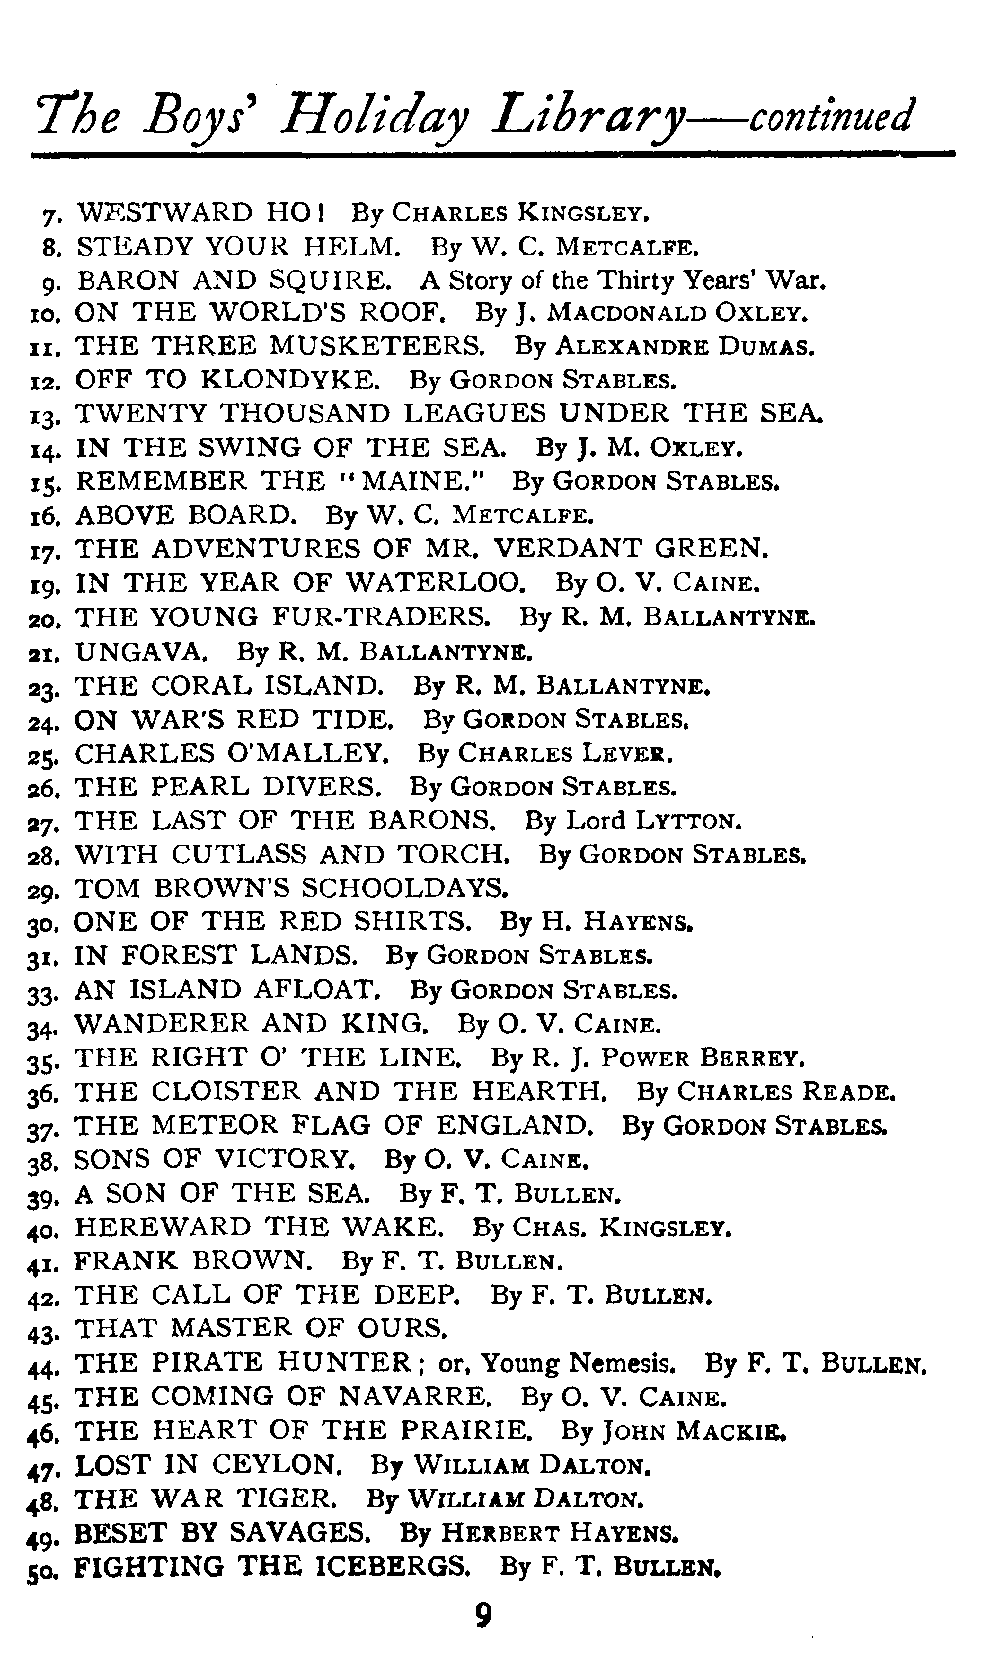 The Boys' Holiday Library—continued
7. WESTWARD HO! By CHARLES KINGSLEY.
8. STEADY YOUR HELM. By W. C. METCALFE.
9. BARON AND SQUIRE. A Story of the Thirty Years' War.
10. ON THE WORLD'S ROOF. By J. MACDONALD OXLEY.
11. THE THREE MUSKETEERS. By ALEXANDRE DUMAS.
12. OFF TO KLONDYKE. By GORDON STABLES.
13. TWENTY THOUSAND LEAGUES UNDER THE SEA.
14. IN THE SWING OF THE SEA. By J. M. OXLEY.
15. REMEMBER THE "MAINE." By GORDON STABLES.
16. ABOVE BOARD. By W. C. METCALFE.
17. THE ADVENTURES OF MR. VERDANT GREEN.
19. IN THE YEAR OF WATERLOO. By O. V. CAINE.
20. THE YOUNG FUR-TRADERS. By R. M. BALLANTYNE.
21. UNGAVA. By R. M. BALLANTYNE.
23. THE CORAL ISLAND. By R. M. BALLANTYNE.
24. ON WAR'S RED TIDE. By GORDON STABLES.
25. CHARLES O'MALLEY. By CHARLES LEVER.
26. THE PEARL DIVERS. By GORDON STABLES.
27. THE LAST OF THE BARONS. By Lord LYTTON.
28. WITH CUTLASS AND TORCH. By GORDON STABLES.
29. TOM BROWN'S SCHOOLDAYS.
30. ONE OF THE RED SHIRTS. By H. HAYENS.
31. IN FOREST LANDS. By GORDON STABLES.
33. AN ISLAND AFLOAT. By GORDON STABLES.
34. WANDERER AND KING. By O. V. CAINE.
35. THE RIGHT O' THE LINE. By R. J. POWER BERREY.
36. THE CLOISTER AND THE HEARTH. By CHARLES READE.
37. THE METEOR FLAG OF ENGLAND. By GORDON STABLES.
38. SONS OF VICTORY. By O. V. CAINE.
39. A SON OF THE SEA. By F. T. BULLEN.
40. HEREWARD THE WAKE. By CHAS. KINGSLEY.
41. FRANK BROWN. By F. T. BULLEN.
42. THE CALL OF THE DEEP. By F. T. BULLEN.
43. THAT MASTER OF OURS.
44. THE PIRATE HUNTER; or, Young Nemesis. By F. T. BULLEN.
45. THE COMING OF NAVARRE. By O. V. CAINE.
46. THE HEART OF THE PRAIRIE. By JOHN MACKIE.
47. LOST IN CEYLON. By WILLIAM DALTON.
48. THE WAR TIGER. By WILLIAM DALTON.
49. BESET BY SAVAGES. By HERBERT HAYENS.
50. FIGHTING THE ICEBERGS. By F. T. BULLEN.
9